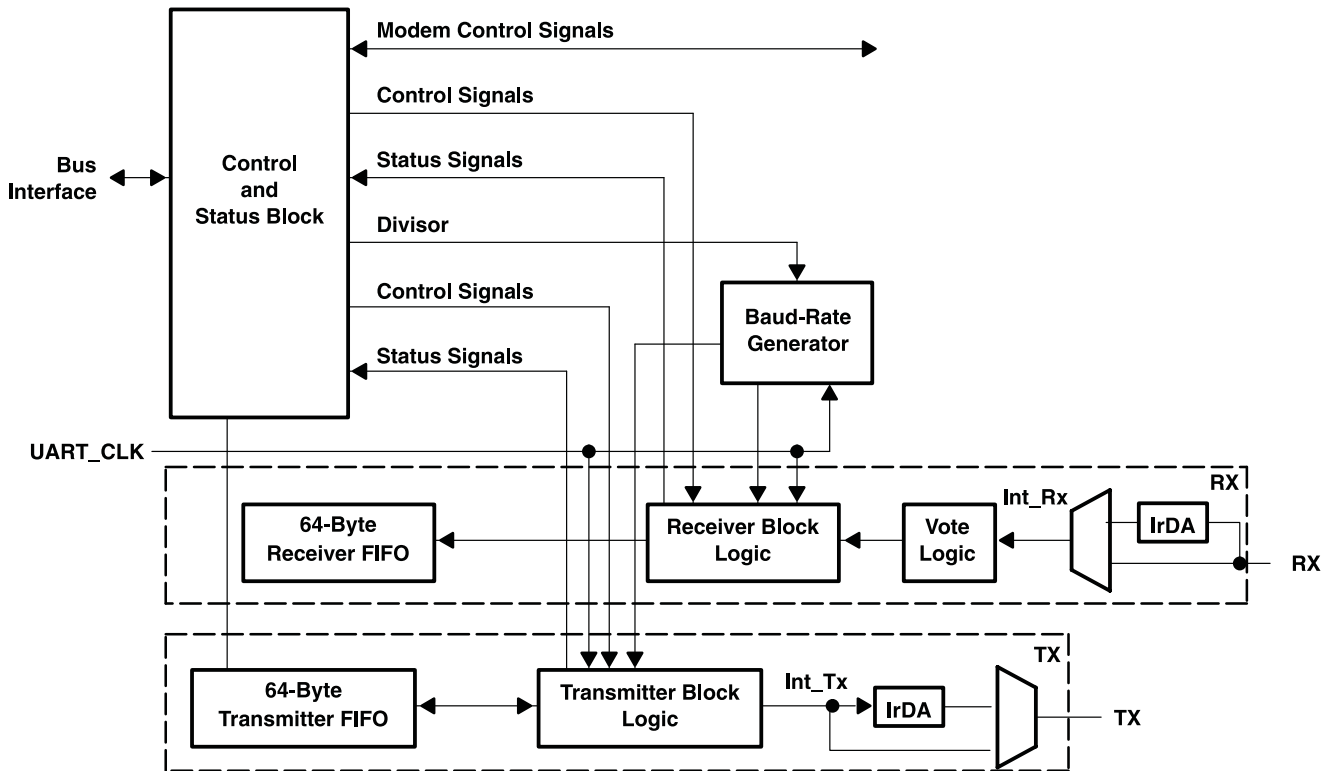 Modem Control Signals
Control Signals
Bus
Interface
Control
and
Status Block
Status Signals
Divisor
Control Signals
Baud-Rate
Generator
Status Signals
UART_CLK
RX
64-Byte
Receiver FIFO
Receiver Block
Logic
Vote
Logic
Int_Rx
IrDA
RX
TX
64-Byte
Transmitter FIFO
Transmitter Block
Logic
Int_Tx
IrDA
TX